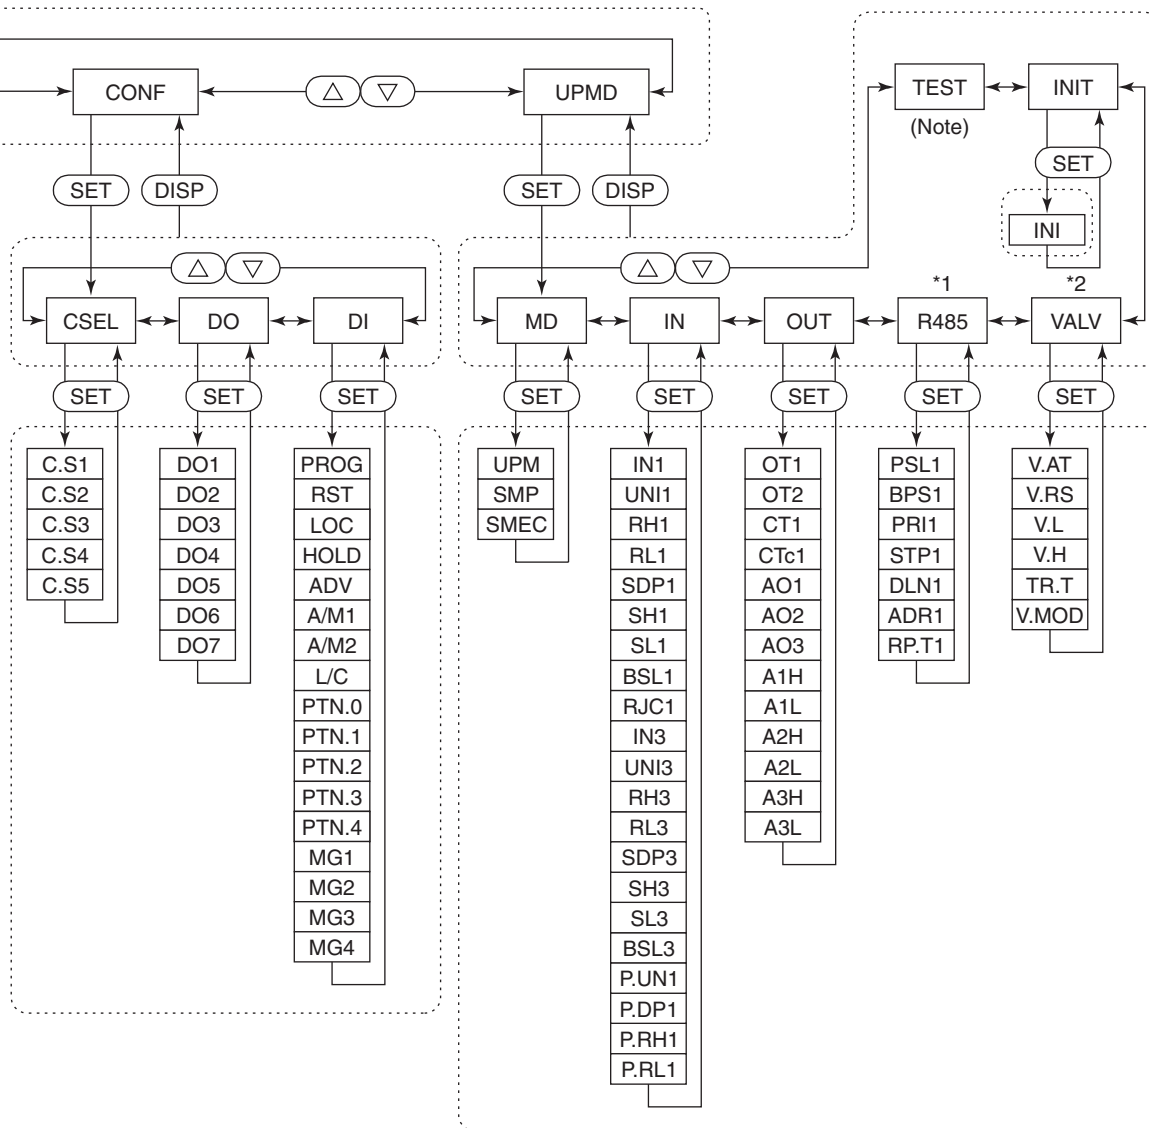 CONF
△ ▽
UPMD
TEST
(Note)
INIT
SET
INI
SET
DISP
SET
DISP
△ ▽
△ ▽
CSEL
DO
DI
MD
IN
OUT
*1
R485
*2
VALV
SET
SET
SET
SET
SET
SET
SET
SET
C.S1
C.S2
C.S3
C.S4
C.S5
DO1
DO2
DO3
DO4
DO5
DO6
DO7
PROG
RST
LOC
HOLD
ADV
A/M1
A/M2
L/C
PTN.0
PTN.1
PTN.2
PTN.3
PTN.4
MG1
MG2
MG3
MG4
UPM
SMP
SMEC
IN1
UNI1
RH1
RL1
SDP1
SH1
SL1
BSL1
RJC1
IN3
UNI3
RH3
RL3
SDP3
SH3
SL3
BSL3
P.UN1
P.DP1
P.RH1
P.RL1
OT1
OT2
CT1
CTc1
AO1
AO2
AO3
A1H
A1L
A2H
A2L
A3H
A3L
PSL1
BPS1
PRI1
STP1
DLN1
ADR1
RP.T1
V.AT
V.RS
V.L
V.H
TR.T
V.MOD